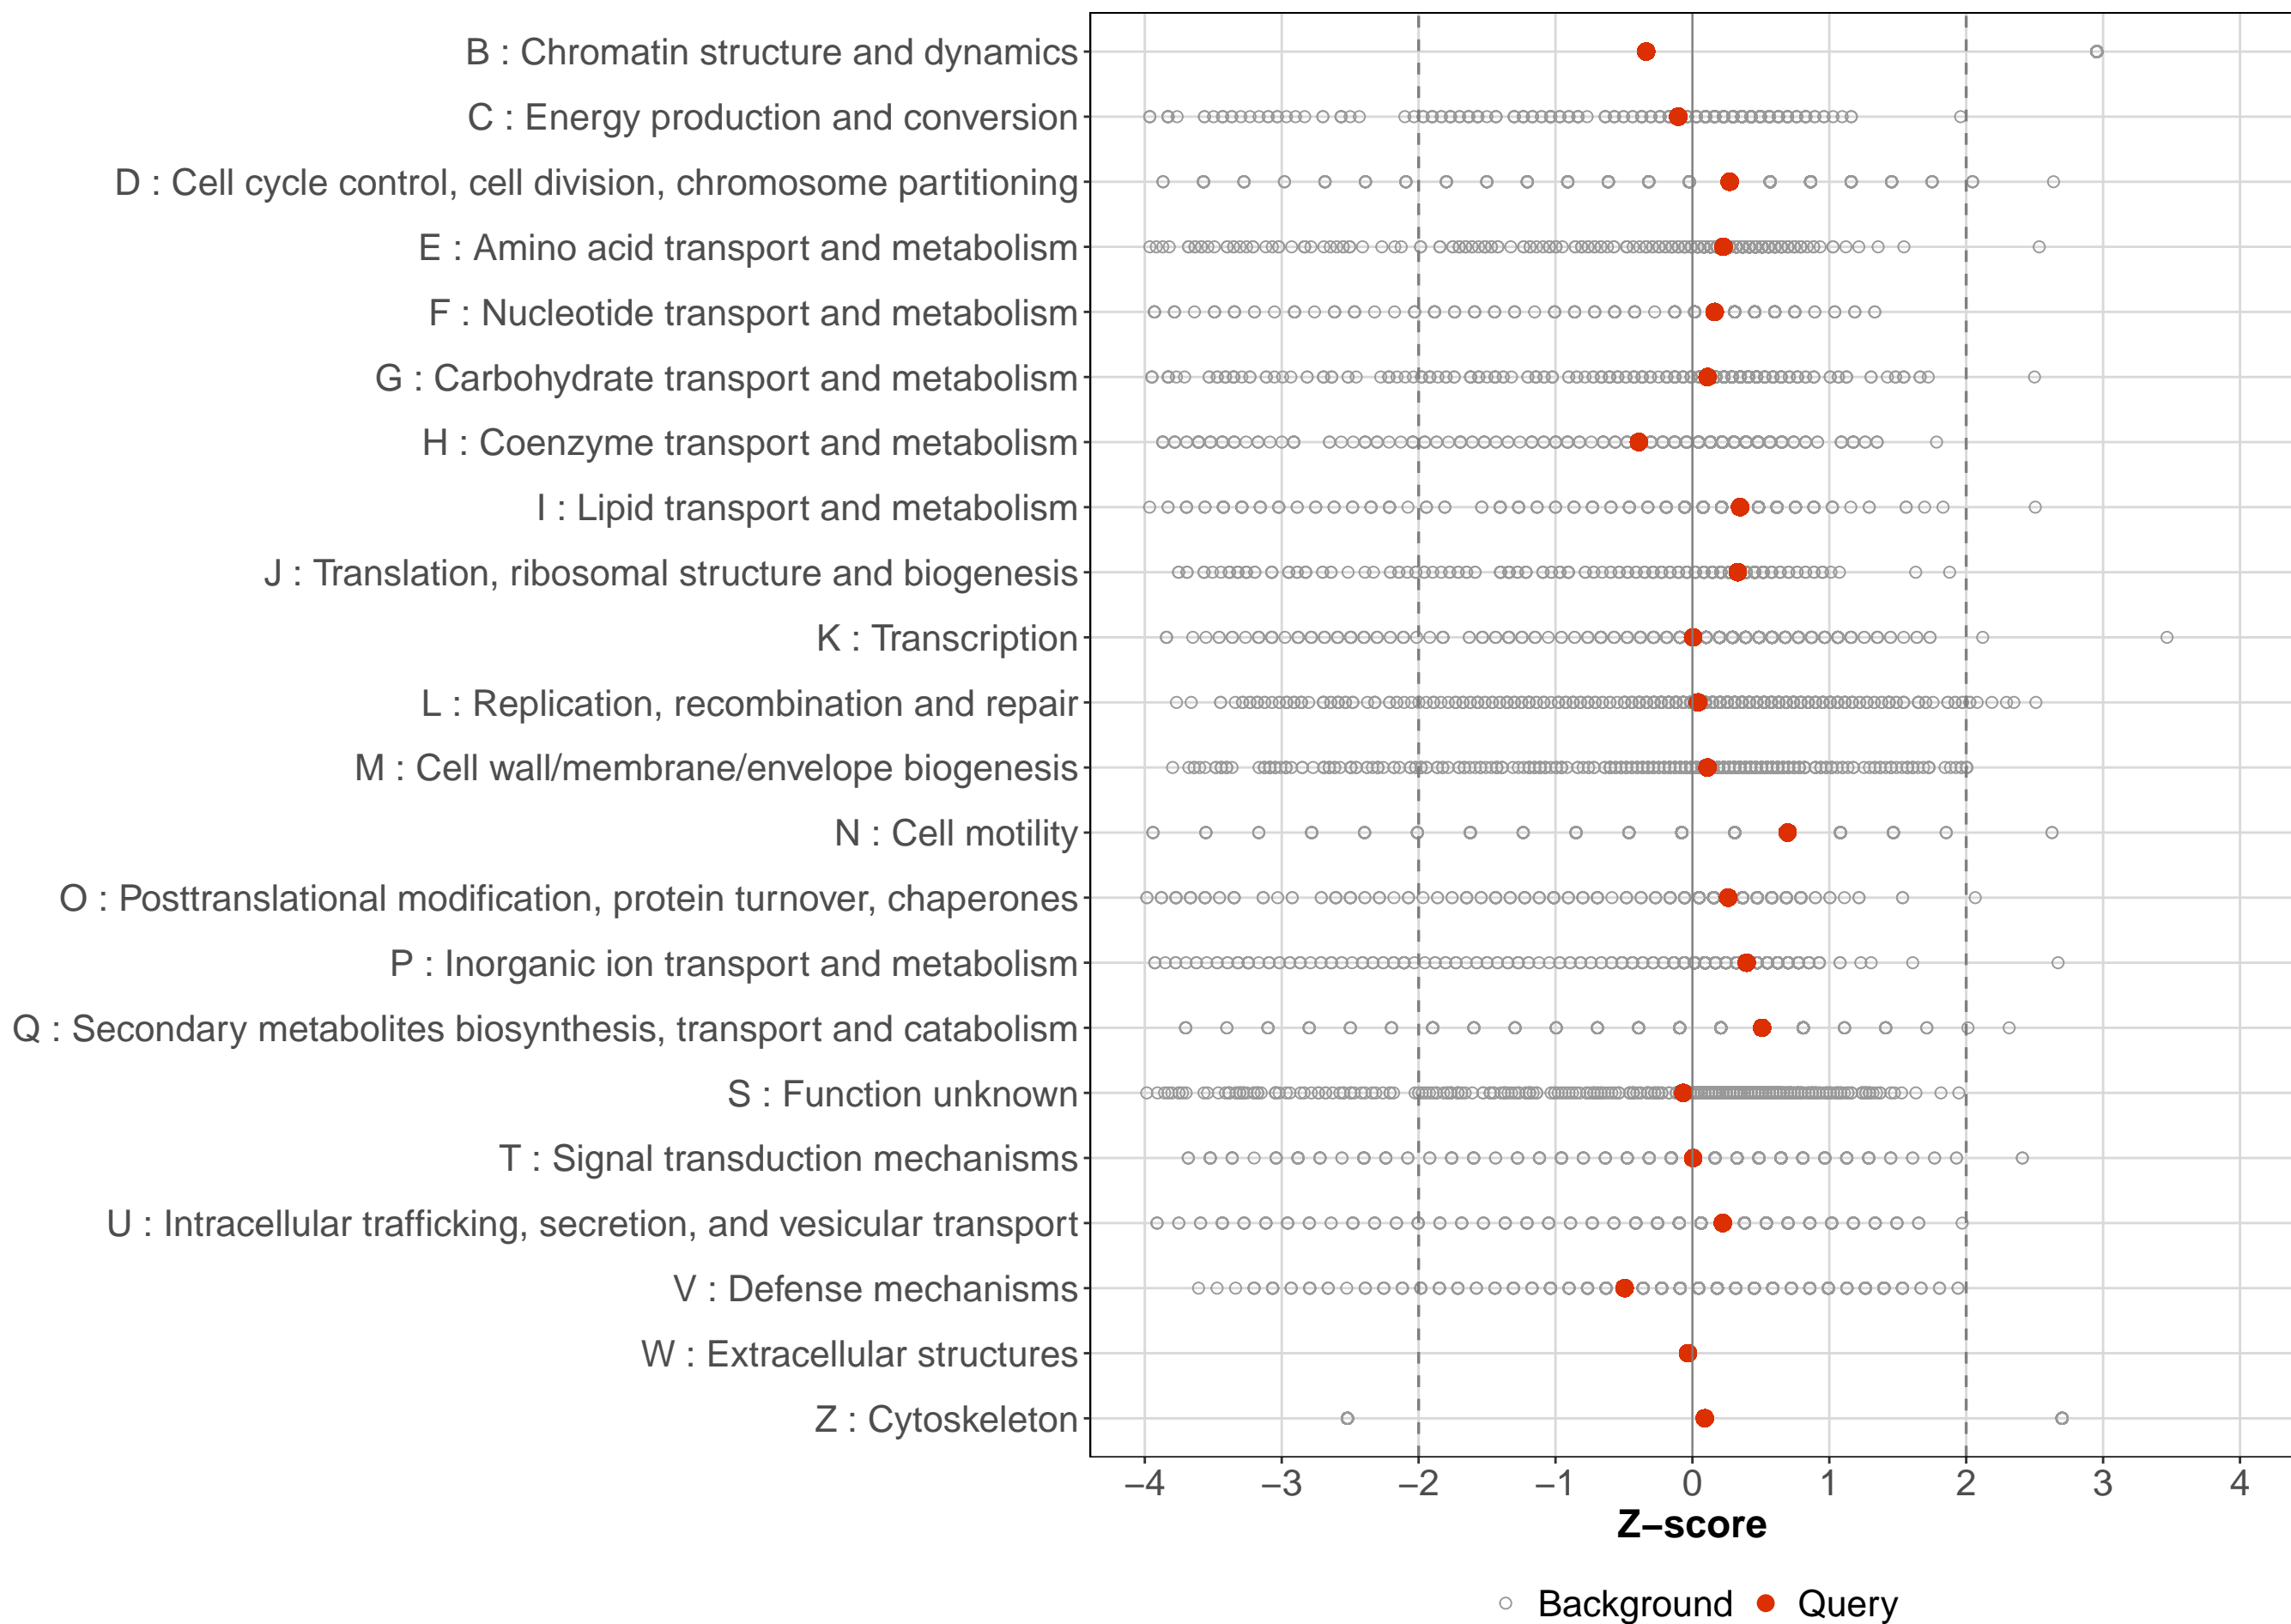 B : Chromatin structure and dynamics
C : Energy production and conversion
D : Cell cycle control, cell division, chromosome partitioning
E : Amino acid transport and metabolism
F : Nucleotide transport and metabolism
G : Carbohydrate transport and metabolism
H : Coenzyme transport and metabolism
I : Lipid transport and metabolism
J : Translation, ribosomal structure and biogenesis
K : Transcription
L : Replication, recombination and repair
M : Cell wall/membrane/envelope biogenesis
N : Cell motility
O : Posttranslational modification, protein turnover, chaperones
P : Inorganic ion transport and metabolism
Q : Secondary metabolites biosynthesis, transport and catabolism
S : Function unknown
T : Signal transduction mechanisms
U : Intracellular trafficking, secretion, and vesicular transport
V : Defense mechanisms
W : Extracellular structures
Z : Cytoskeleton
−4 −3 −2 −1 0 1 2 3 4
Z−score
Background Query